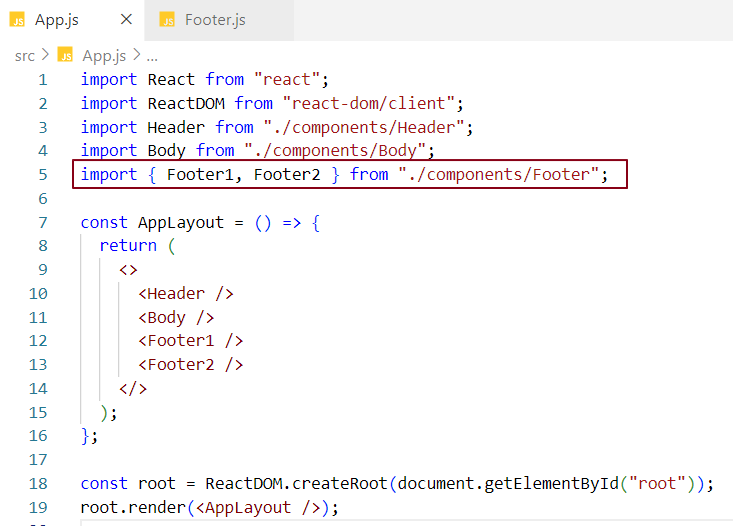 JS App.js × JS Footer.js
src > JS App.js > ...
1 import React from "react";
2 import ReactDOM from "react-dom/client";
3 import Header from "./components/Header";
4 import Body from "./components/Body";
5 import { Footer1, Footer2 } from "./components/Footer";
6
7 const AppLayout = () => {
8   return (
9     <>
10       <Header />
11       <Body />
12       <Footer1 />
13       <Footer2 />
14     </>
15   );
16 };
17
18 const root = ReactDOM.createRoot(document.getElementById("root"));
19 root.render(<AppLayout />);